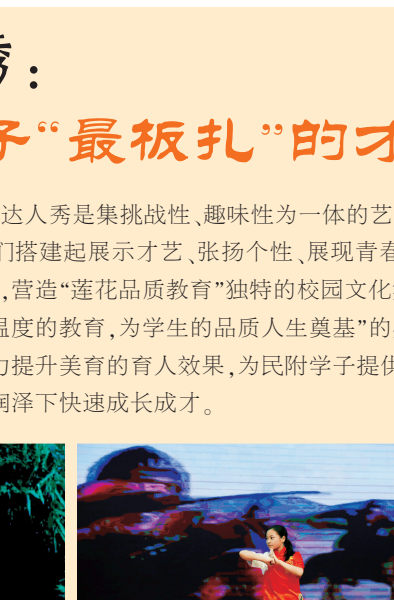 秀：
子“最板扎”的才
达人秀是集挑战性、趣味性为一体的艺
们搭建起展示才艺、张扬个性、展现青春
，营造“莲花品质教育”独特的校园文化
温度的教育，为学生的品质人生奠基”的
力提升美育的育人效果，为民附学子提供
润泽下快速成长成才。